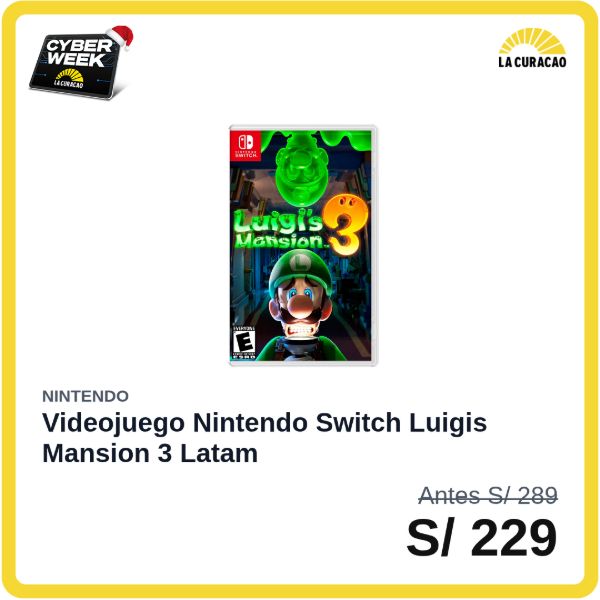 CYBER
WEEK
LA CURACAO
LA CURACAO
NINTENDO
SWITCH
Luigi's
Mansion
3
L
EVERYONE
E
ESRB
NINTENDO
Videojuego Nintendo Switch Luigis
Mansion 3 Latam
Antes S/ 289
S/ 229